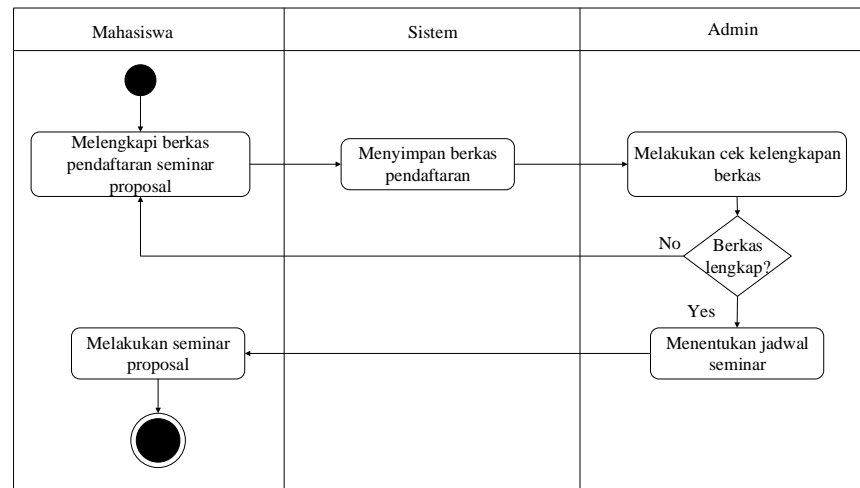 Mahasiswa
Sistem
Admin
Melengkapi berkas
pendaftaran seminar
proposal
Menyimpan berkas
pendaftaran
Melakukan cek kelengkapan
berkas
No
Berkas
lengkap?
Yes
Melakukan seminar
proposal
Menentukan jadwal
seminar